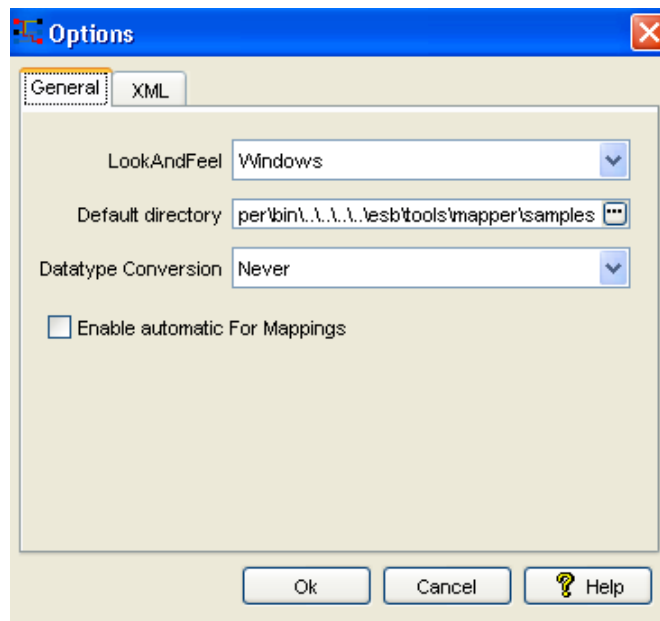 Options
General XML
LookAndFeel Windows
Default directory per\bin\..\..\..\..\esb\tools\mapper\samples ...
Datatype Conversion Never
Enable automatic For Mappings
Ok Cancel ? Help